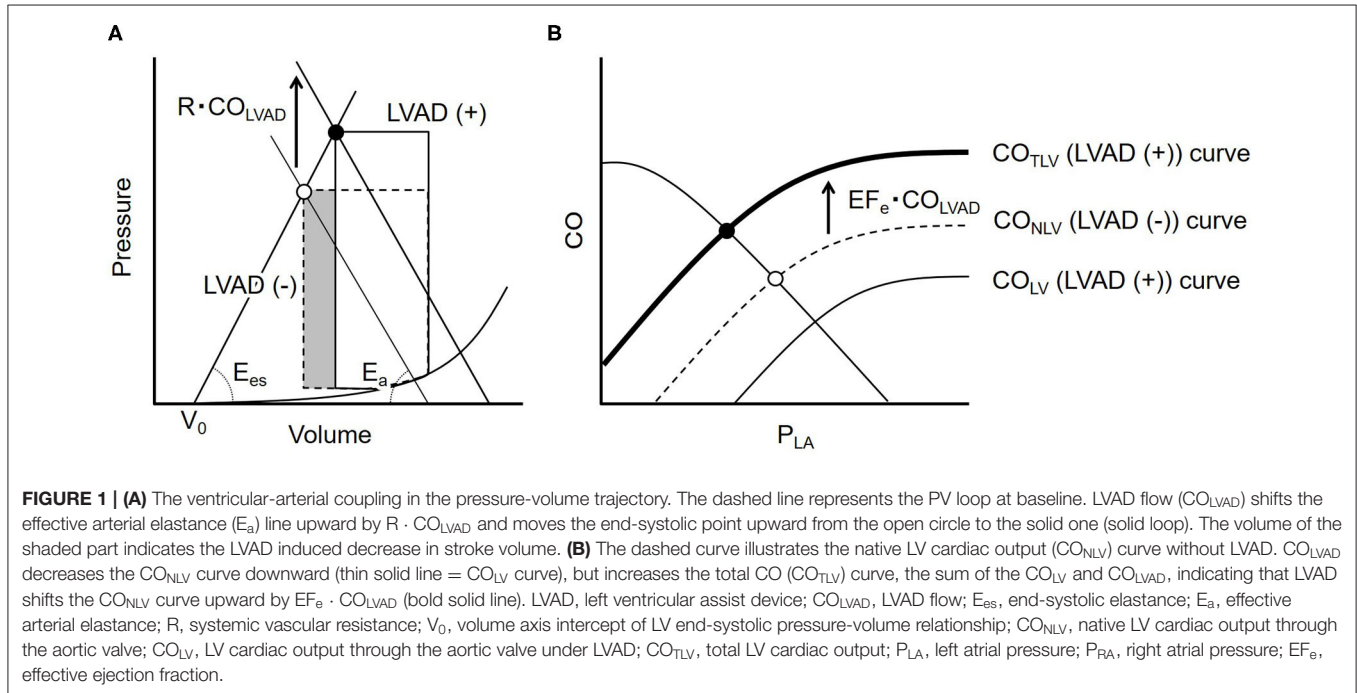 A
B
R·CO_LVAD
LVAD (+)
LVAD (-)
Pressure
E_es
E_a
V_0
Volume
CO_TLV (LVAD (+)) curve
EF_e·CO_LVAD
CO_NLV (LVAD (-)) curve
CO_LV (LVAD (+)) curve
CO
P_LA
FIGURE 1 | (A) The ventricular-arterial coupling in the pressure-volume trajectory. The dashed line represents the PV loop at baseline. LVAD flow (CO_LVAD) shifts the
effective arterial elastance (E_a) line upward by R · CO_LVAD and moves the end-systolic point upward from the open circle to the solid one (solid loop). The volume of the
shaded part indicates the LVAD induced decrease in stroke volume. (B) The dashed curve illustrates the native LV cardiac output (CO_NLV) curve without LVAD. CO_LVAD
decreases the CO_NLV curve downward (thin solid line = CO_LV curve), but increases the total CO (CO_TLV) curve, the sum of the CO_LV and CO_LVAD, indicating that LVAD
shifts the CO_NLV curve upward by EF_e · CO_LVAD (bold solid line). LVAD, left ventricular assist device; CO_LVAD, LVAD flow; E_es, end-systolic elastance; E_a, effective
arterial elastance; R, systemic vascular resistance; V_0, volume axis intercept of LV end-systolic pressure-volume relationship; CO_NLV, native LV cardiac output through
the aortic valve; CO_LV, LV cardiac output through the aortic valve under LVAD; CO_TLV, total LV cardiac output; P_LA, left atrial pressure; P_RA, right atrial pressure; EF_e,
effective ejection fraction.